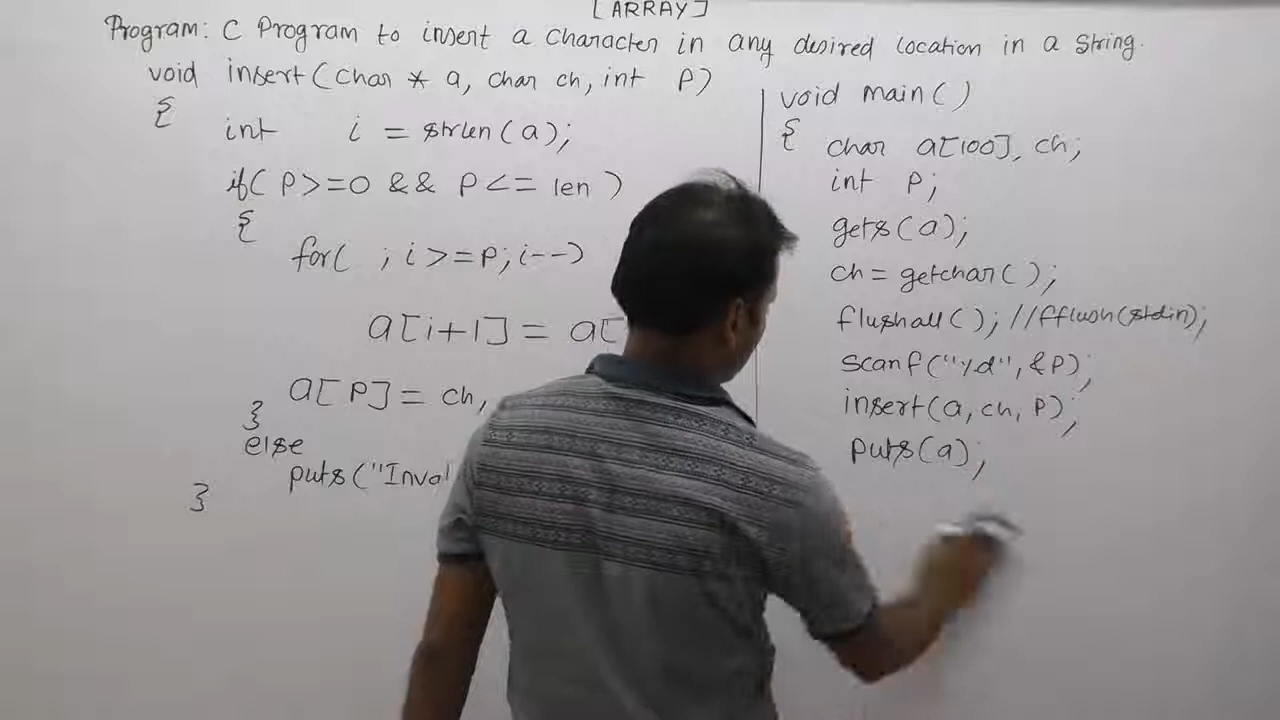 [ARRAY]
Program: C Program to insert a character in any desired location in a string.
void insert(char * a, char ch, int P)
{
int i = strlen(a);
if( P>=0 && P<= len )
{
for( ; i>=P; i--)
a[i+1] = a[
a[P] = ch,
}
else
puts("Inval
}
void main()
{
char a[100], ch;
int P;
gets(a);
ch = getchar();
flushall(); //fflush(stdin);
scanf("%d", &P);
insert(a, ch, P);
puts(a);